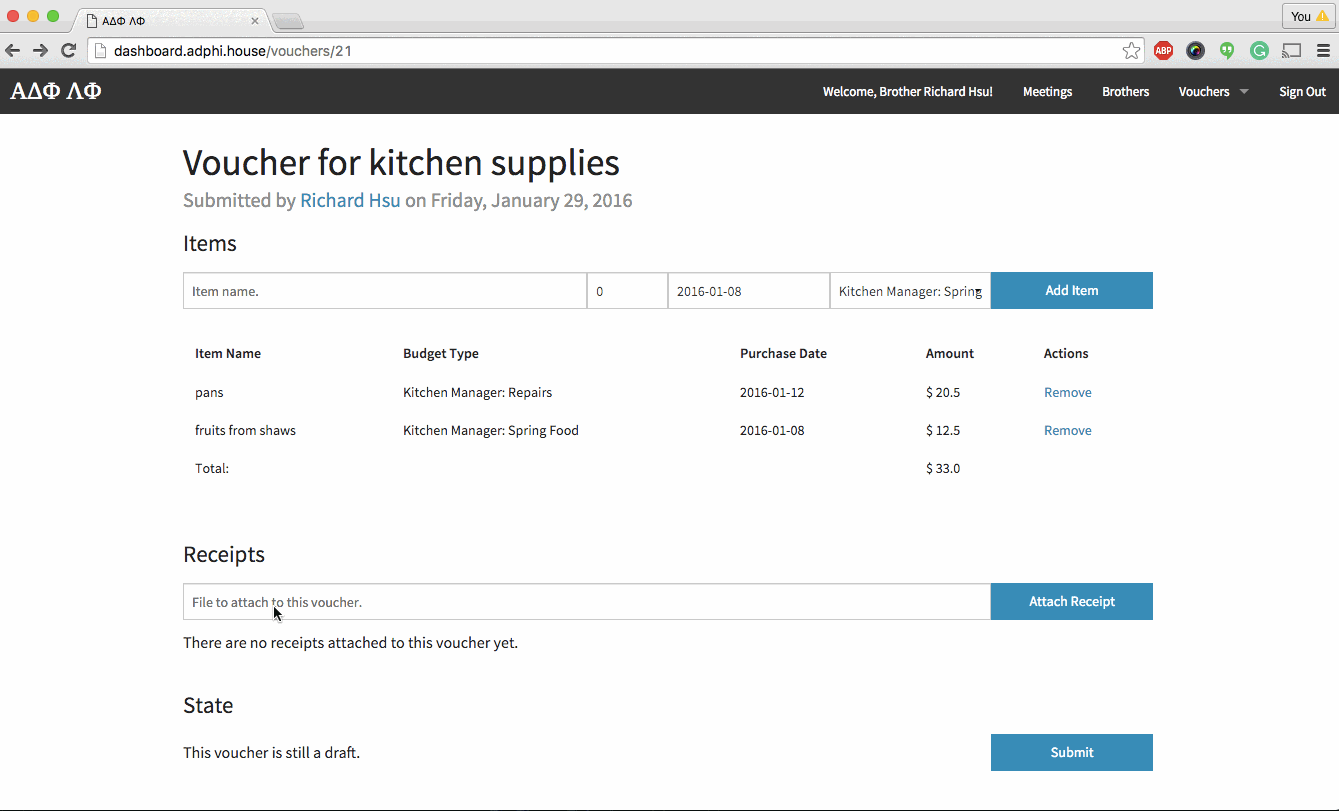 ΑΔΦ ΛΦ
You
dashboard.adphi.house/vouchers/21
ABP
ΑΔΦ ΛΦ Welcome, Brother Richard Hsu! Meetings Brothers Vouchers Sign Out
Voucher for kitchen supplies
Submitted by Richard Hsu on Friday, January 29, 2016
Items
Item name. 0 2016-01-08 Kitchen Manager: Spring Add Item
Item Name Budget Type Purchase Date Amount Actions
pans Kitchen Manager: Repairs 2016-01-12 $ 20.5 Remove
fruits from shaws Kitchen Manager: Spring Food 2016-01-08 $ 12.5 Remove
Total: $ 33.0
Receipts
File to attach to this voucher. Attach Receipt
There are no receipts attached to this voucher yet.
State
This voucher is still a draft. Submit